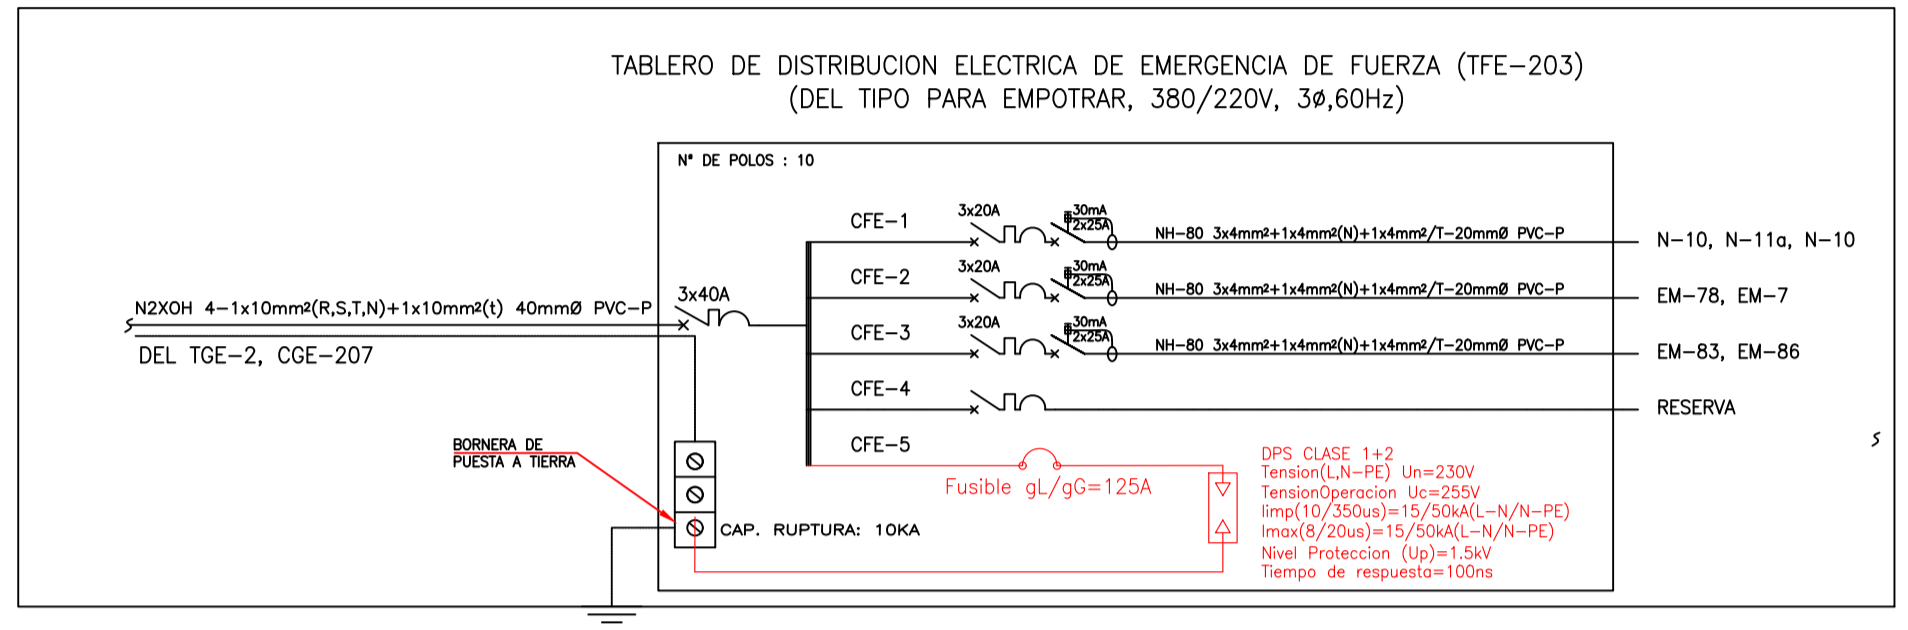 TABLERO DE DISTRIBUCION ELECTRICA DE EMERGENCIA DE FUERZA (TFE-203)
(DEL TIPO PARA EMPOTRAR, 380/220V, 3ø,60Hz)
N° DE POLOS : 10
CFE-1
3x20A
30mA
2x25A
NH-80 3x4mm²+1x4mm²(N)+1x4mm²/T-20mmØ PVC-P
N-10, N-11a, N-10
CFE-2
3x20A
30mA
2x25A
NH-80 3x4mm²+1x4mm²(N)+1x4mm²/T-20mmØ PVC-P
EM-78, EM-7
N2XOH 4-1x10mm²(R,S,T,N)+1x10mm²(t) 40mmØ PVC-P
3x40A
DEL TGE-2, CGE-207
CFE-3
3x20A
30mA
2x25A
NH-80 3x4mm²+1x4mm²(N)+1x4mm²/T-20mmØ PVC-P
EM-83, EM-86
CFE-4
RESERVA
CFE-5
BORNERA DE
PUESTA A TIERRA
Fusible gL/gG=125A
DPS CLASE 1+2
Tension(L,N-PE) Un=230V
TensionOperacion Uc=255V
Iimp(10/350us)=15/50kA(L-N/N-PE)
Imax(8/20us)=15/50kA(L-N/N-PE)
Nivel Proteccion (Up)=1.5kV
Tiempo de respuesta=100ns
CAP. RUPTURA: 10KA